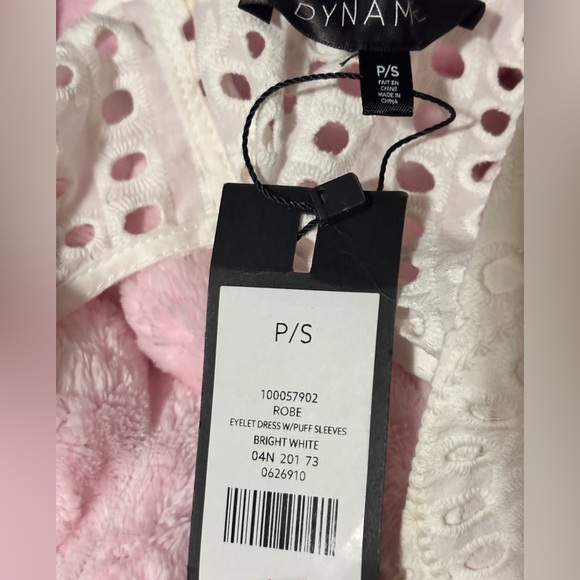 P/S
FAIT EN
CHINE
MADE IN
CHINA
P/S
100057902
ROBE
EYELET DRESS W/PUFF SLEEVES
BRIGHT WHITE
04N 201 73
0626910